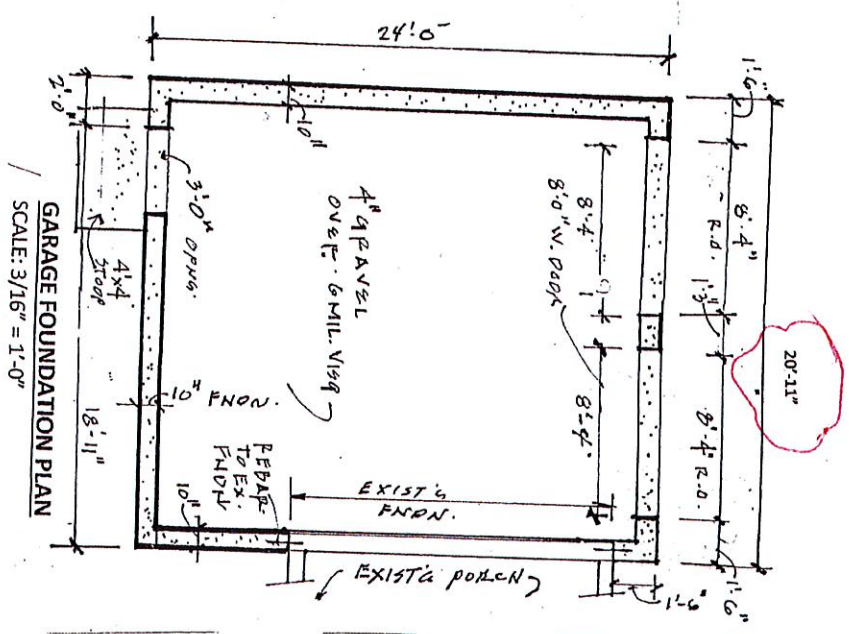 24'-0"
1'-6"
8'-4"
R.O.
1'-3"
8'-4" R.O.
1'-6"
20'-11"
8'-4"
8'-0" W. DOOR
8'-4"
10"
4" GRAVEL
OVER 6 MIL. VISQ
3'-0" OPNG.
2'-0"
4'x4'
STOOP
10" FNDN.
18'-11"
REBAR
TO EX.
FNDN
10"
EXIST'G
FNDN.
EXIST'G PORCH
1'-6"
GARAGE FOUNDATION PLAN
SCALE: 3/16" = 1'-0"